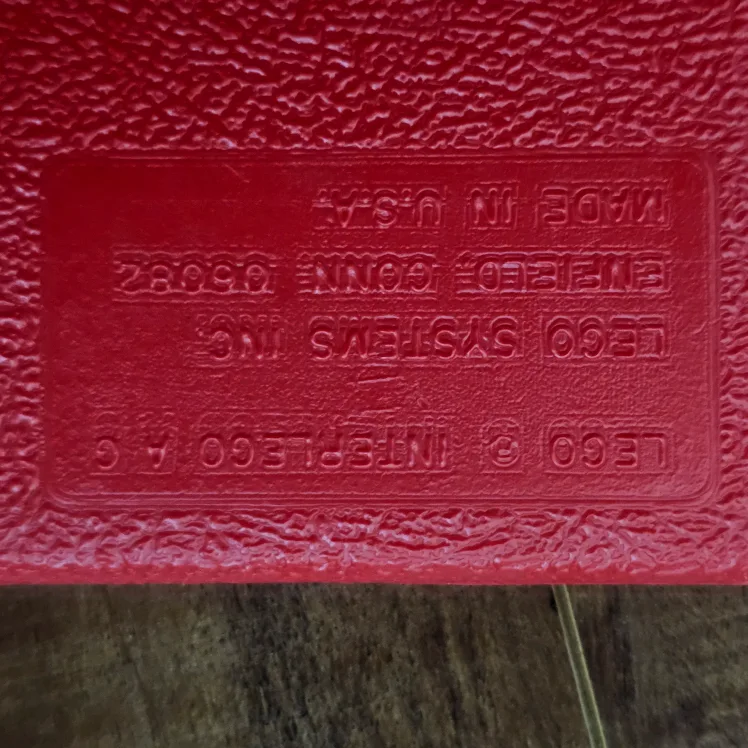 LEGO ® INTERLEGO A G
LEGO SYSTEMS INC.
ENFIELD, CONN 06082
MADE IN U.S.A.